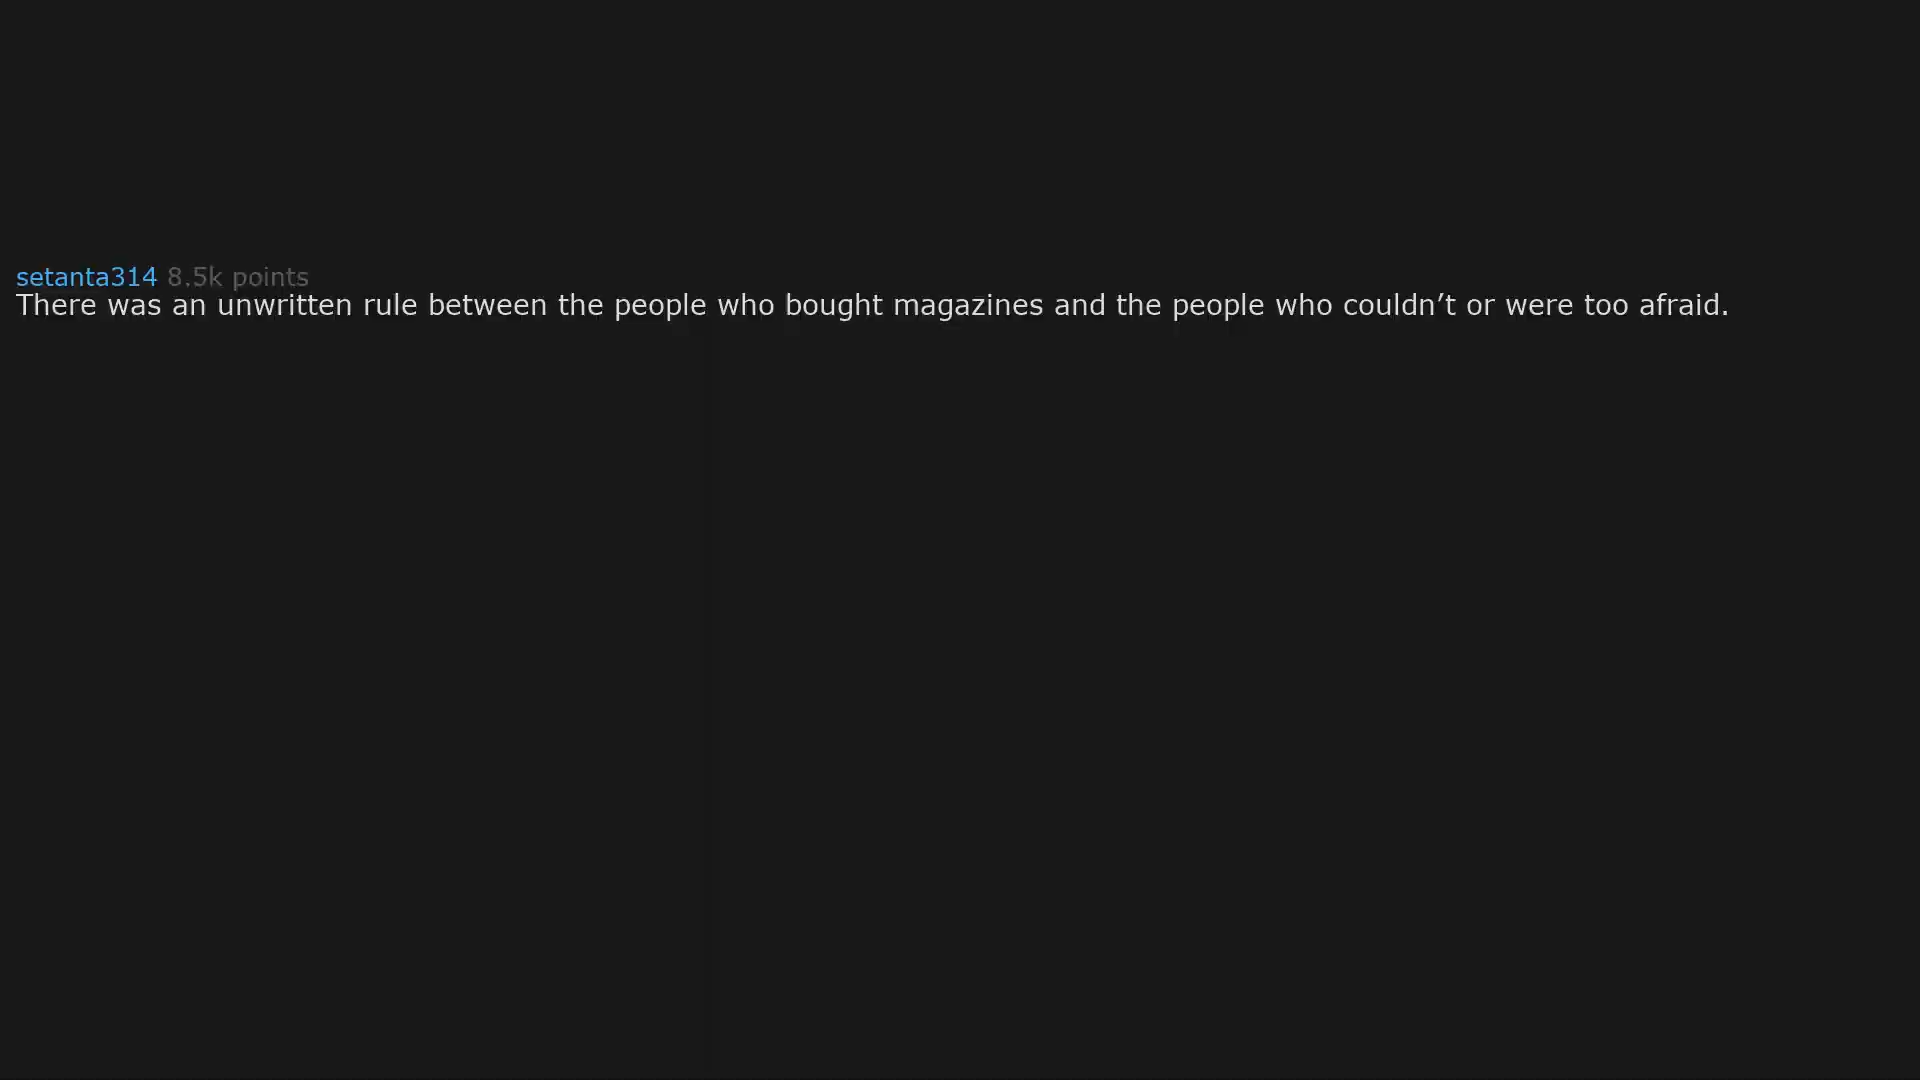 setanta314 8.5k points
There was an unwritten rule between the people who bought magazines and the people who couldn’t or were too afraid.